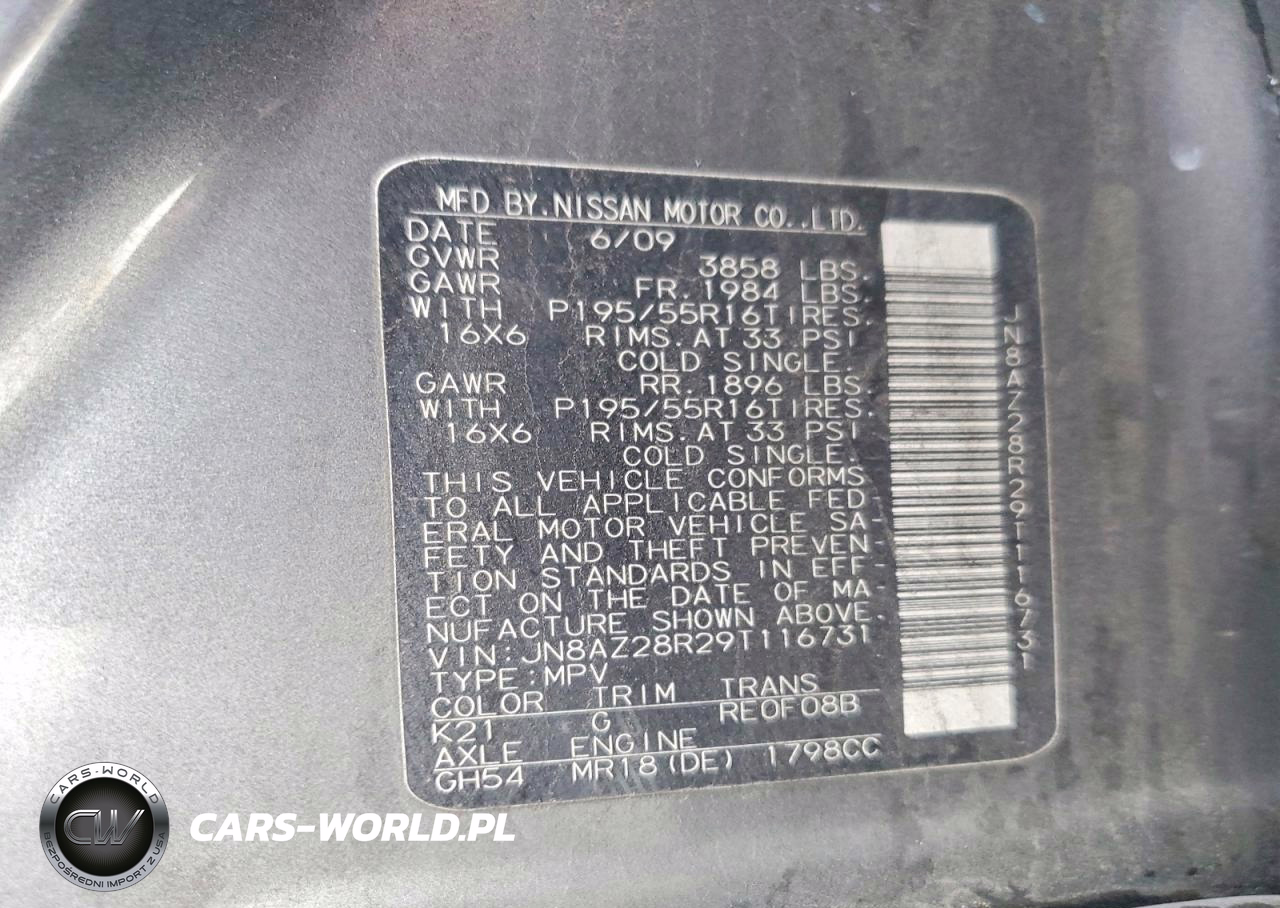 MFD BY.NISSAN MOTOR CO.,LTD.
DATE 6/09
GVWR 3858 LBS.
GAWR FR.1984 LBS.
WITH P195/55R16TIRES.
16X6 RIMS.AT 33 PSI
COLD SINGLE.
GAWR RR.1896 LBS.
WITH P195/55R16TIRES.
16X6 RIMS.AT 33 PSI
COLD SINGLE.
THIS VEHICLE CONFORMS
TO ALL APPLICABLE FED-
ERAL MOTOR VEHICLE SA-
FETY AND THEFT PREVEN-
TION STANDARDS IN EFF-
ECT ON THE DATE OF MA-
NUFACTURE SHOWN ABOVE.
VIN:JN8AZ28R29T116731
TYPE:MPV
COLOR TRIM TRANS
K21 G RE0F08B
AXLE ENGINE
GH54 MR18(DE) 1798CC
JN8AZ28R29T116731
CARS-WORLD
CW
BEZPOŚREDNI IMPORT Z USA
CARS-WORLD.PL